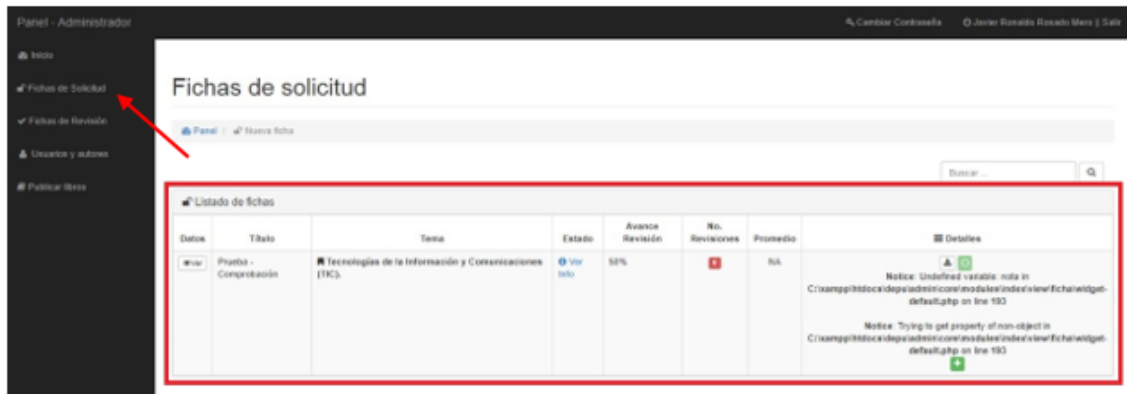 Panel - Administrador
Cambiar Contraseña
Javier Ronaldo Rosado Mero || Salir
Inicio
Fichas de Solicitud
Fichas de Revisión
Usuarios y autores
Publicar libros
Fichas de solicitud
Panel / Nueva ficha
Buscar ...
Listado de fichas
Datos
Título
Tema
Estado
Avance
Revisión
No.
Revisiones
Promedio
Detalles
Ver
Prueba -
Comprobación
Tecnologías de la Información y Comunicaciones
(TIC).
Ver
Info
50%
NA
Notice: Undefined variable: nota in
C:\xampp\htdocs\depu\admin\core\modules\index\view\ficha\widget-
default.php on line 193
Notice: Trying to get property of non-object in
C:\xampp\htdocs\depu\admin\core\modules\index\view\ficha\widget-
default.php on line 193